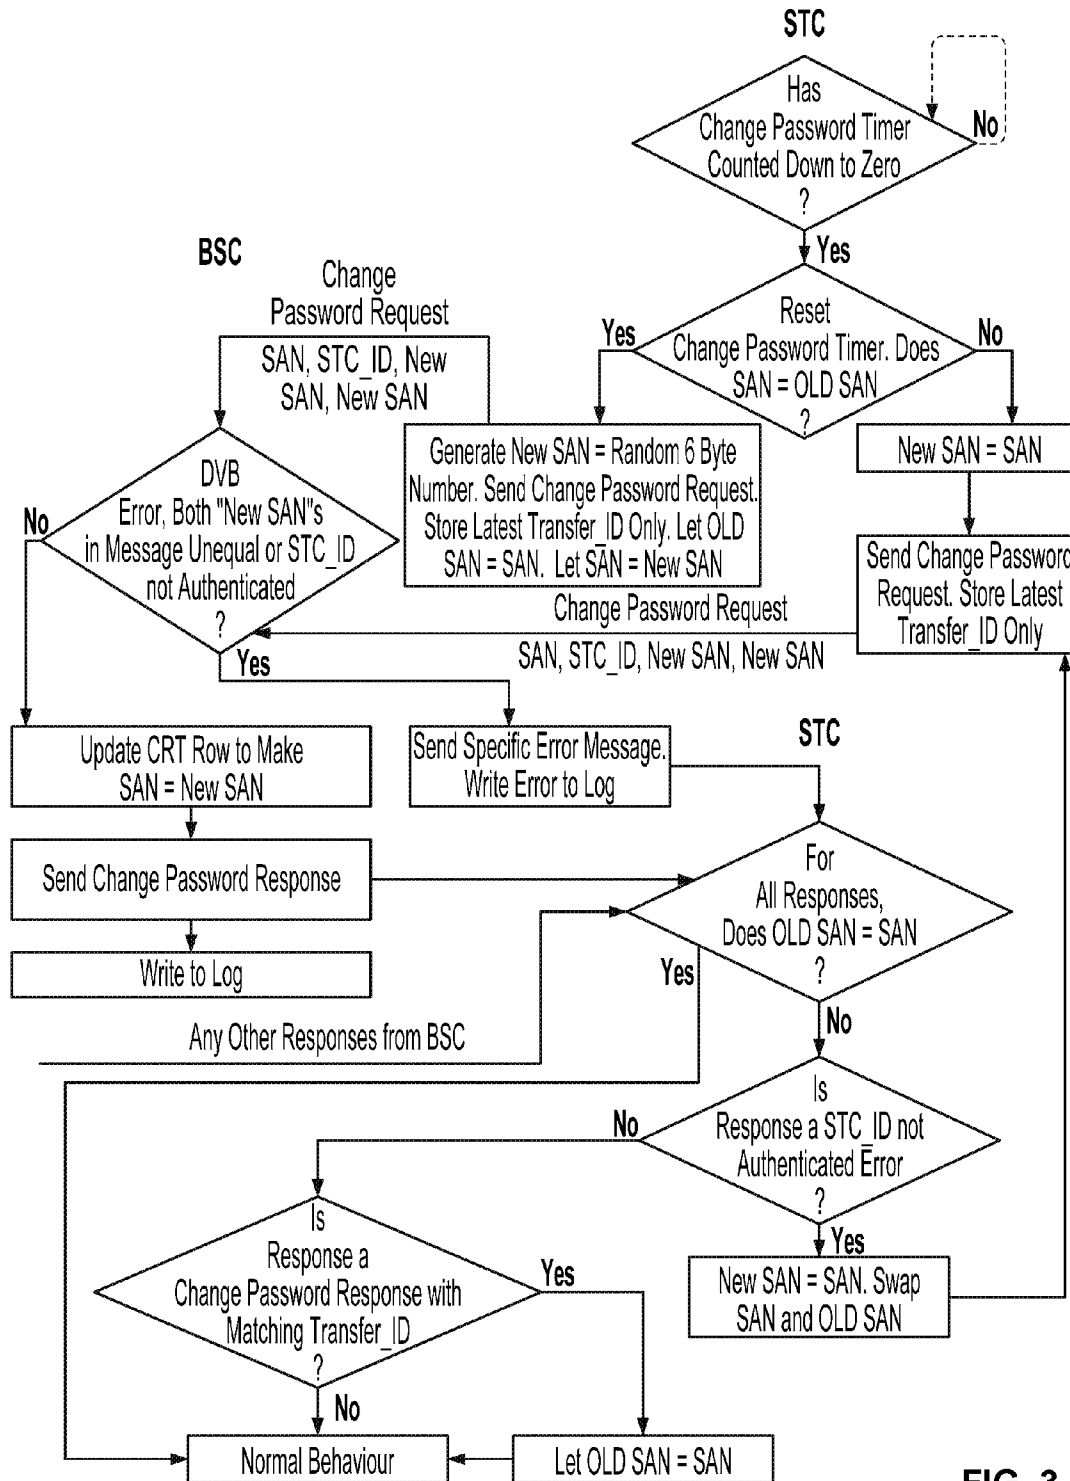 STC
Has
Change Password Timer
Counted Down to Zero
?
No
Yes
BSC
Change
Password Request
SAN, STC_ID, New
SAN, New SAN
Reset
Change Password Timer. Does
SAN = OLD SAN
?
Yes
No
Generate New SAN = Random 6 Byte
Number. Send Change Password Request.
Store Latest Transfer_ID Only. Let OLD
SAN = SAN. Let SAN = New SAN
New SAN = SAN
DVB
Error, Both "New SAN"s
in Message Unequal or STC_ID
not Authenticated
?
No
Yes
Send Change Password
Request. Store Latest
Transfer_ID Only
Change Password Request
SAN, STC_ID, New SAN, New SAN
Update CRT Row to Make
SAN = New SAN
Send Specific Error Message.
Write Error to Log
STC
Send Change Password Response
For
All Responses,
Does OLD SAN = SAN
?
Yes
No
Write to Log
Any Other Responses from BSC
Is
Response a STC_ID not
Authenticated Error
?
No
Yes
Is
Response a
Change Password Response with
Matching Transfer_ID
?
Yes
No
New SAN = SAN. Swap
SAN and OLD SAN
Normal Behaviour
Let OLD SAN = SAN
FIG. 3